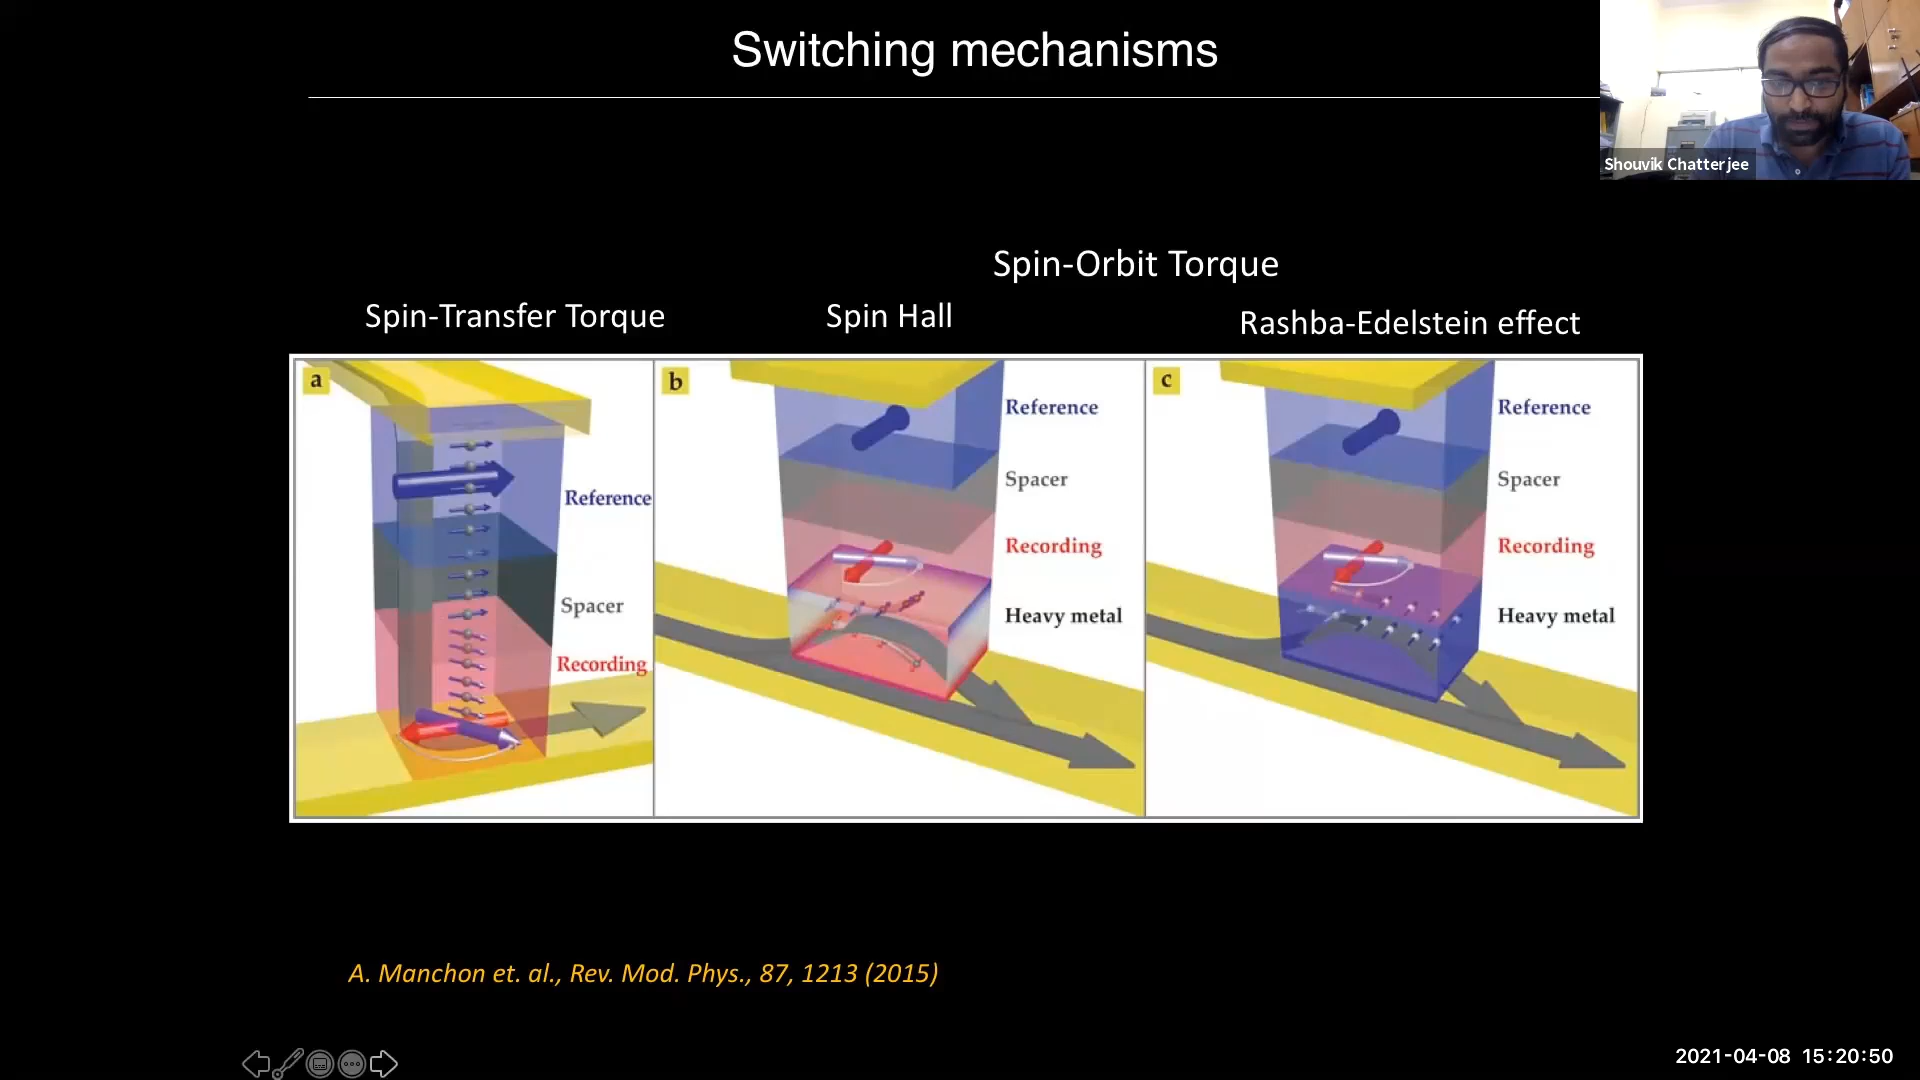 Switching mechanisms
Shouvik Chatterjee
Spin-Orbit Torque
Spin-Transfer Torque
Spin Hall
Rashba-Edelstein effect
a
Reference
Spacer
Recording
b
Reference
Spacer
Recording
Heavy metal
c
Reference
Spacer
Recording
Heavy metal
A. Manchon et. al., Rev. Mod. Phys., 87, 1213 (2015)
2021-04-08 15:20:50